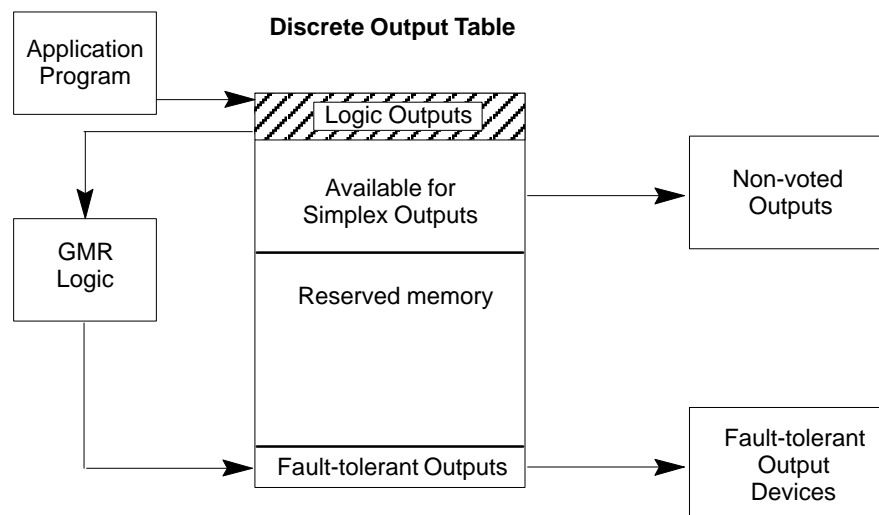 Discrete Output Table
Application
Program
Logic Outputs
Available for
Simplex Outputs
Non-voted
Outputs
GMR
Logic
Reserved memory
Fault-tolerant Outputs
Fault-tolerant
Output
Devices